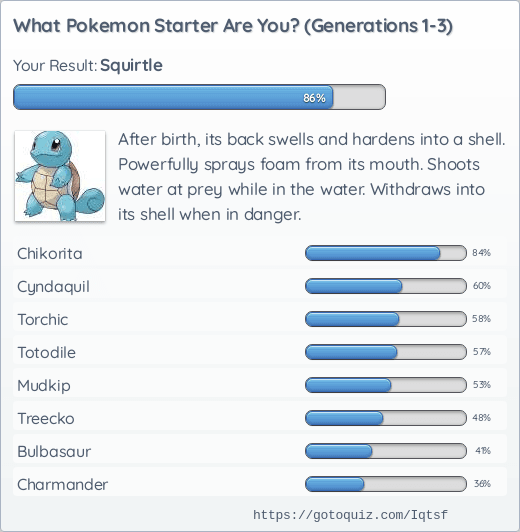 What Pokemon Starter Are You? (Generations 1-3)
Your Result: Squirtle
86%
After birth, its back swells and hardens into a shell.
Powerfully sprays foam from its mouth. Shoots
water at prey while in the water. Withdraws into
its shell when in danger.
Chikorita 84%
Cyndaquil 60%
Torchic 58%
Totodile 57%
Mudkip 53%
Treecko 48%
Bulbasaur 41%
Charmander 36%
https://gotoquiz.com/Iqtsf